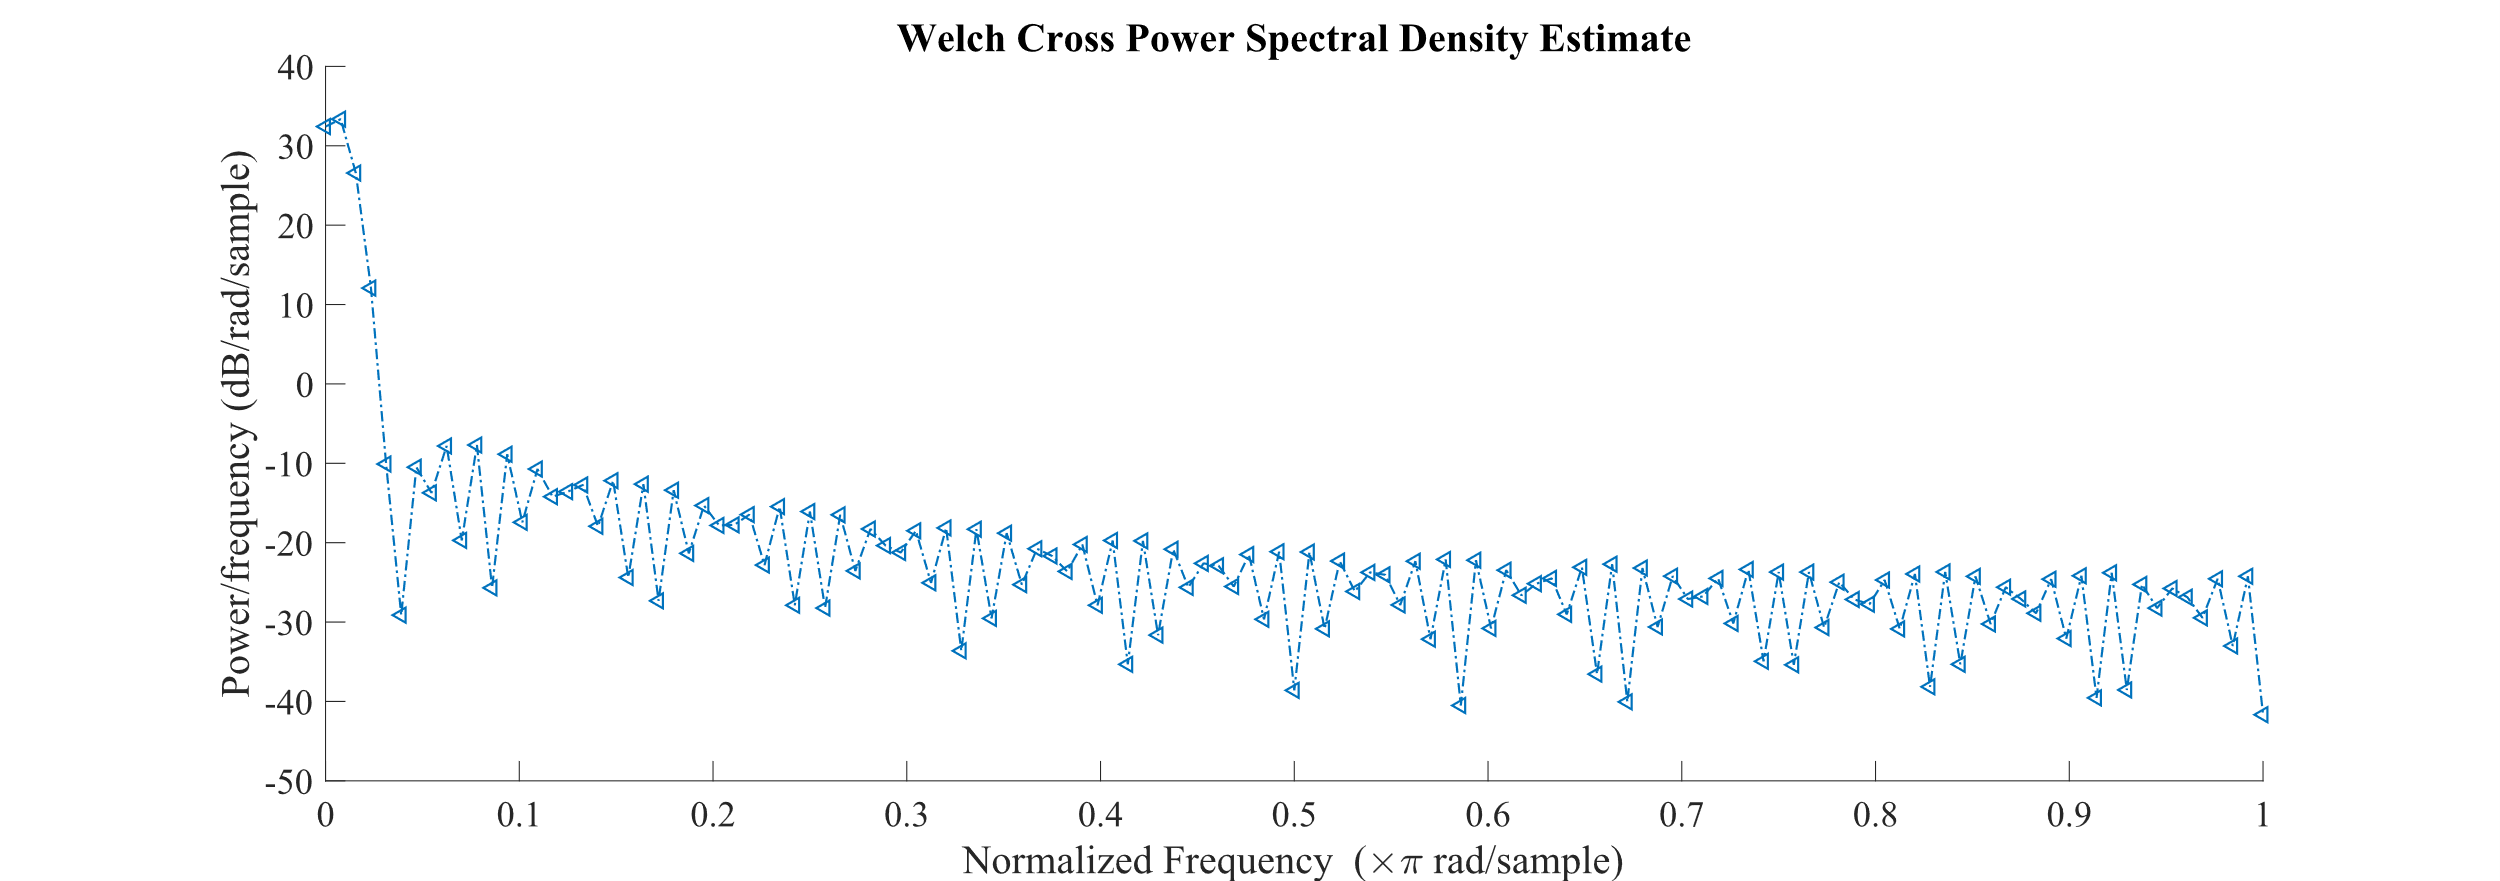 Welch Cross Power Spectral Density Estimate
40
30
20
10
0
-10
-20
-30
-40
-50
Power/frequency (dB/rad/sample)
0 0.1 0.2 0.3 0.4 0.5 0.6 0.7 0.8 0.9 1
Normalized Frequency (×π rad/sample)